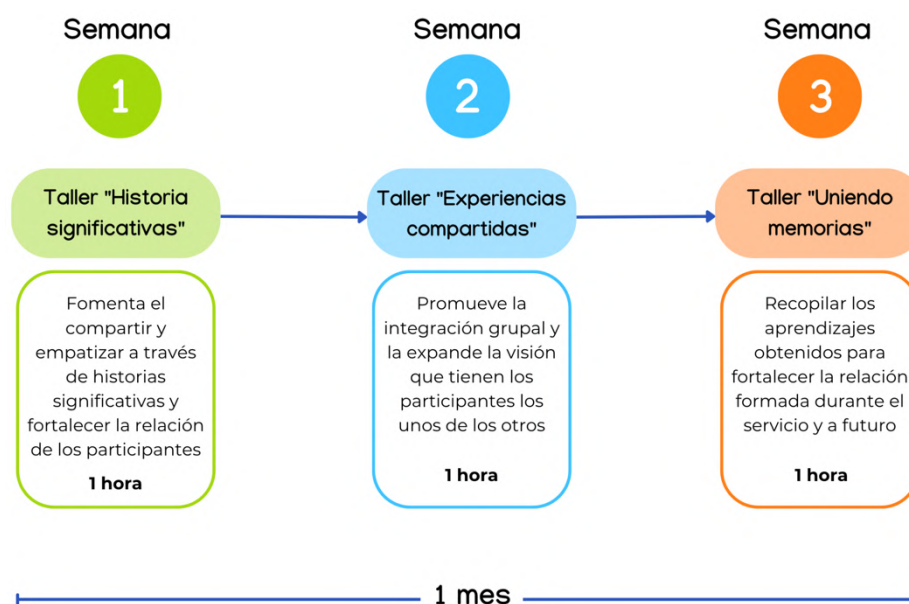 Semana
1
Taller "Historia
significativas"
Fomenta el
compartir y
empatizar a través
de historias
significativas y
fortalecer la relación
de los participantes
1 hora
Semana
2
Taller "Experiencias
compartidas"
Promueve la
integración grupal y
la expande la visión
que tienen los
participantes los
unos de los otros
1 hora
Semana
3
Taller "Uniendo
memorias"
Recopilar los
aprendizajes
obtenidos para
fortalecer la relación
formada durante el
servicio y a futuro
1 hora
1 mes